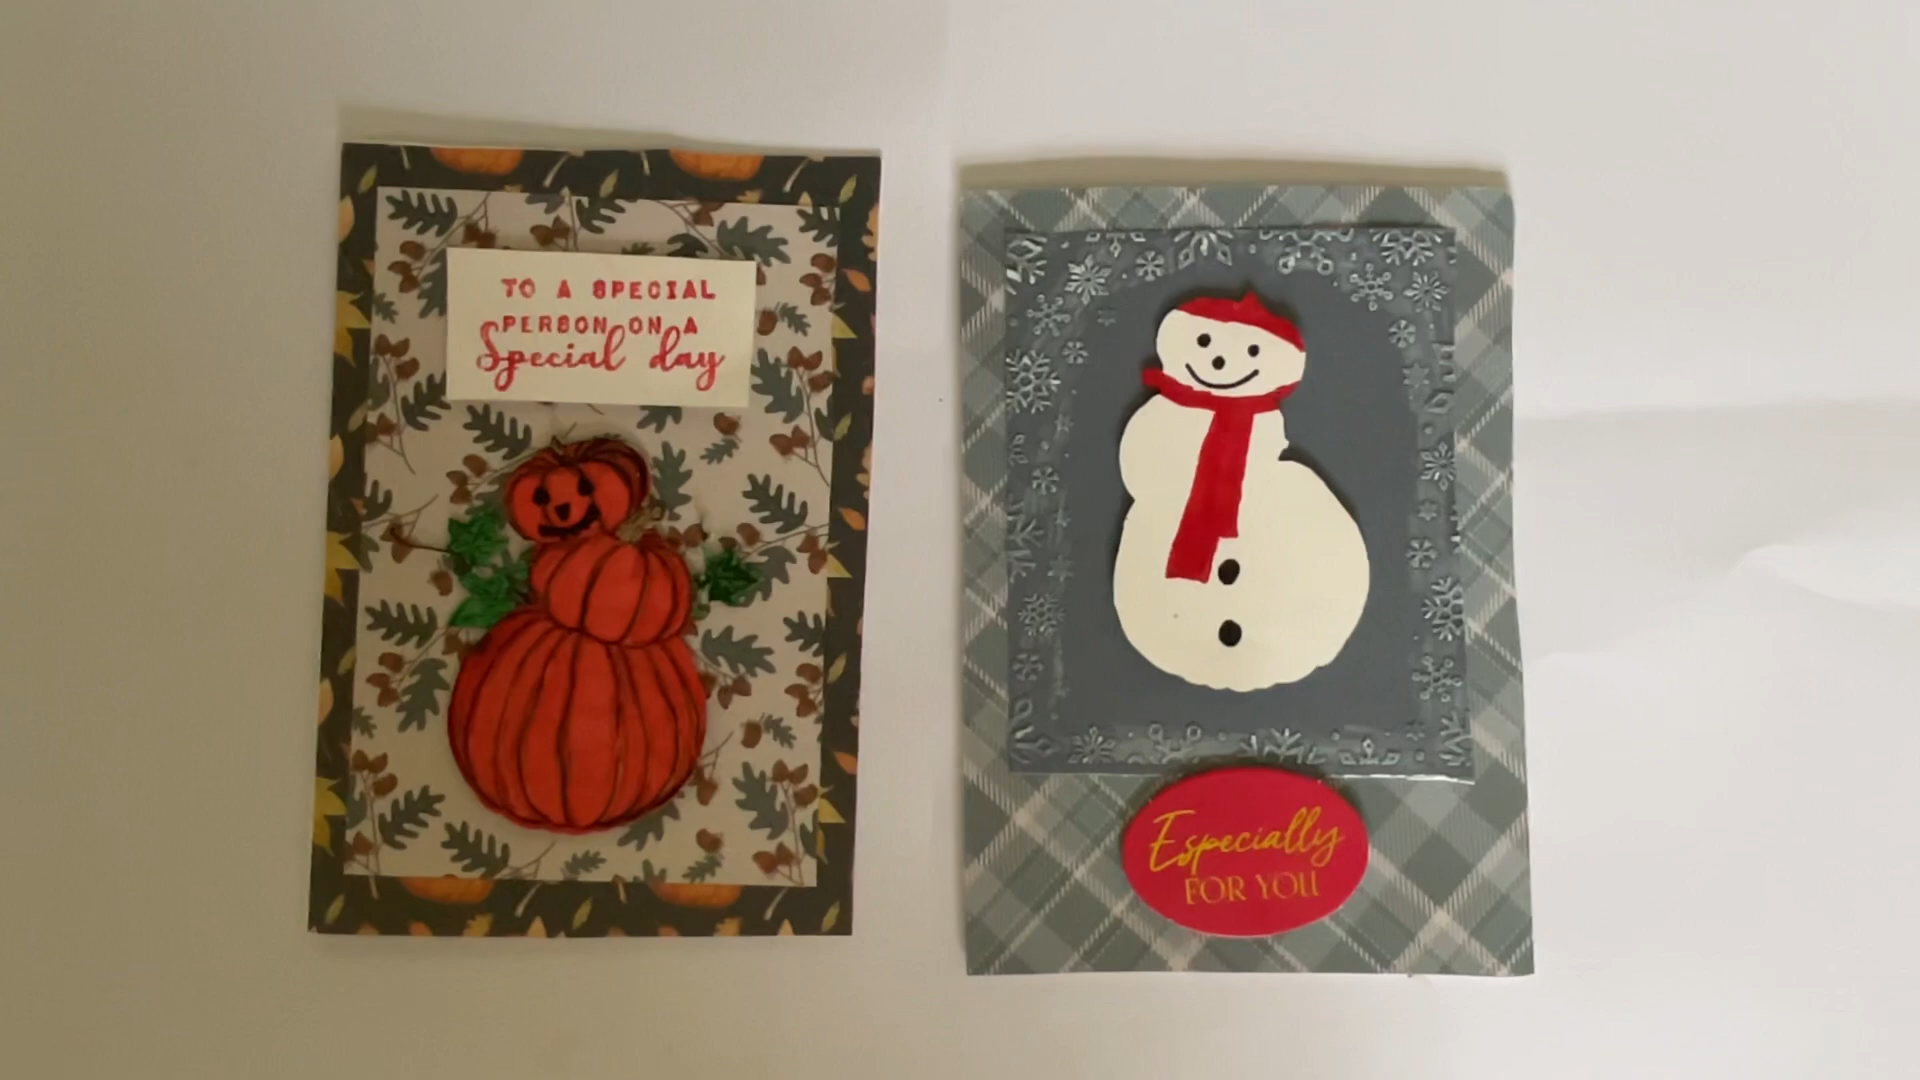 TO A SPECIAL
PERSON ON A
Special day
Especially
FOR YOU